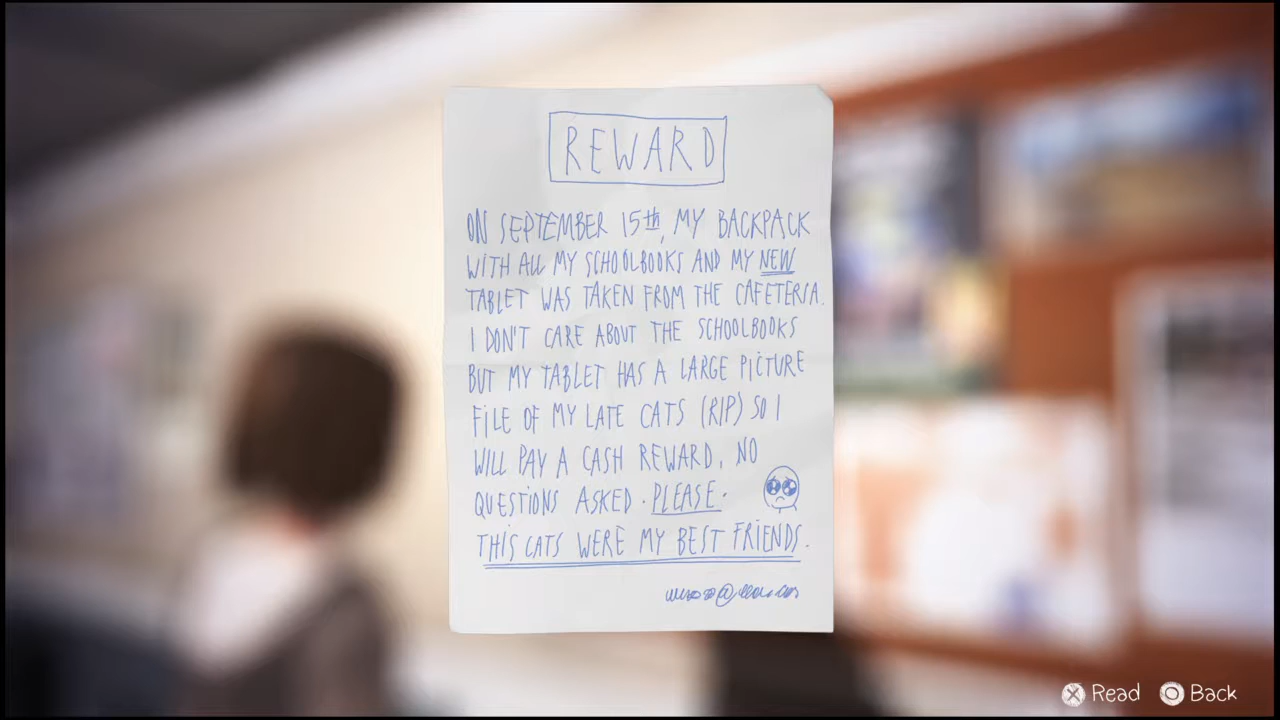 REWARD
ON SEPTEMBER 15th, MY BACKPACK
WITH ALL MY SCHOOLBOOKS AND MY NEW
TABLET WAS TAKEN FROM THE CAFETERIA.
I DON'T CARE ABOUT THE SCHOOLBOOKS
BUT MY TABLET HAS A LARGE PICTURE
FILE OF MY LATE CATS (RIP) SO I
WILL PAY A CASH REWARD, NO
QUESTIONS ASKED. PLEASE.
THIS CATS WERE MY BEST FRIENDS.
Read Back